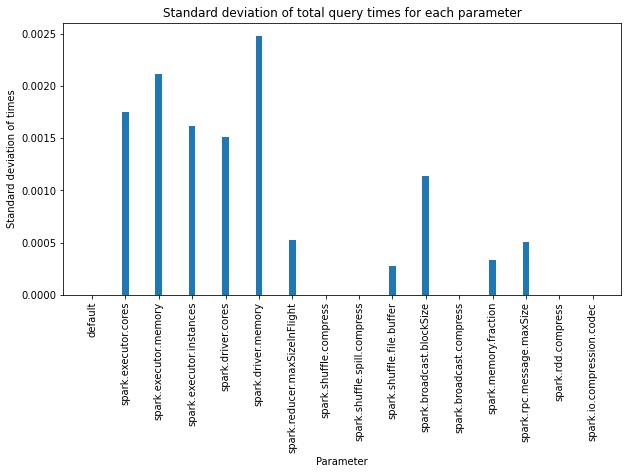 Standard deviation of total query times for each parameter
Standard deviation of times
0.0025
0.0020
0.0015
0.0010
0.0005
0.0000
default
spark.executor.cores
spark.executor.memory
spark.executor.instances
spark.driver.cores
spark.driver.memory
spark.reducer.maxSizeInFlight
spark.shuffle.compress
spark.shuffle.spill.compress
spark.shuffle.file.buffer
spark.broadcast.blockSize
spark.broadcast.compress
spark.memory.fraction
spark.rpc.message.maxSize
spark.rdd.compress
spark.io.compression.codec
Parameter